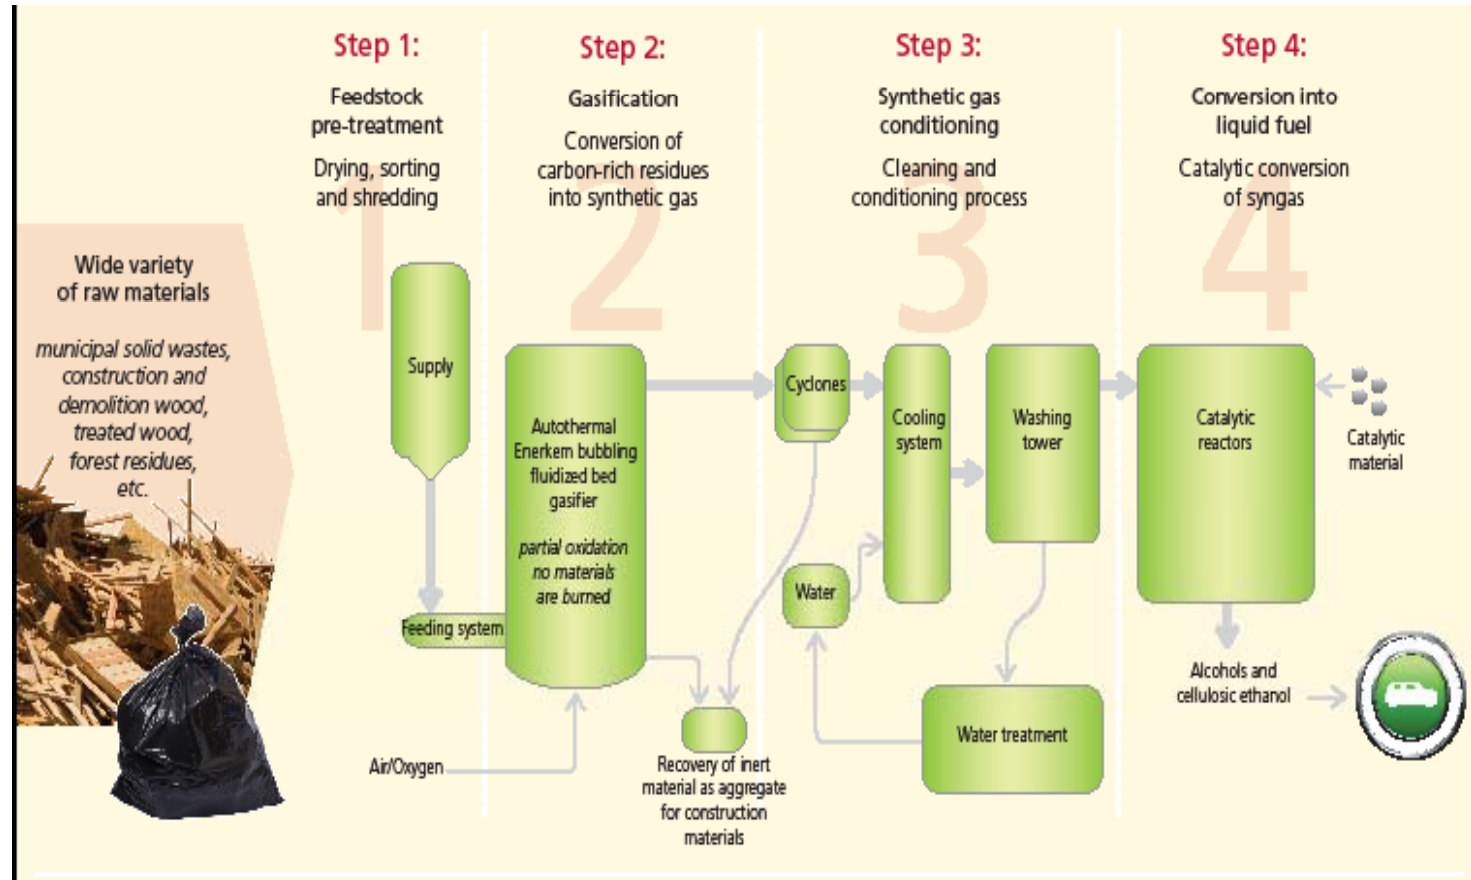 Step 1:
Feedstock
pre-treatment
Drying, sorting
and shredding
Step 2:
Gasification
Conversion of
carbon-rich residues
into synthetic gas
Step 3:
Synthetic gas
conditioning
Cleaning and
conditioning process
Step 4:
Conversion into
liquid fuel
Catalytic conversion
of syngas
1
2
3
4
Wide variety
of raw materials
municipal solid wastes,
construction and
demolition wood,
treated wood,
forest residues,
etc.
Supply
Feeding system
Air/Oxygen
Autothermal
Enerkem bubbling
fluidized bed
gasifier
partial oxidation
no materials
are burned
Recovery of inert
material as aggregate
for construction
materials
Cyclones
Cooling
system
Washing
tower
Water
Water treatment
Catalytic
reactors
Catalytic
material
Alcohols and
cellulosic ethanol